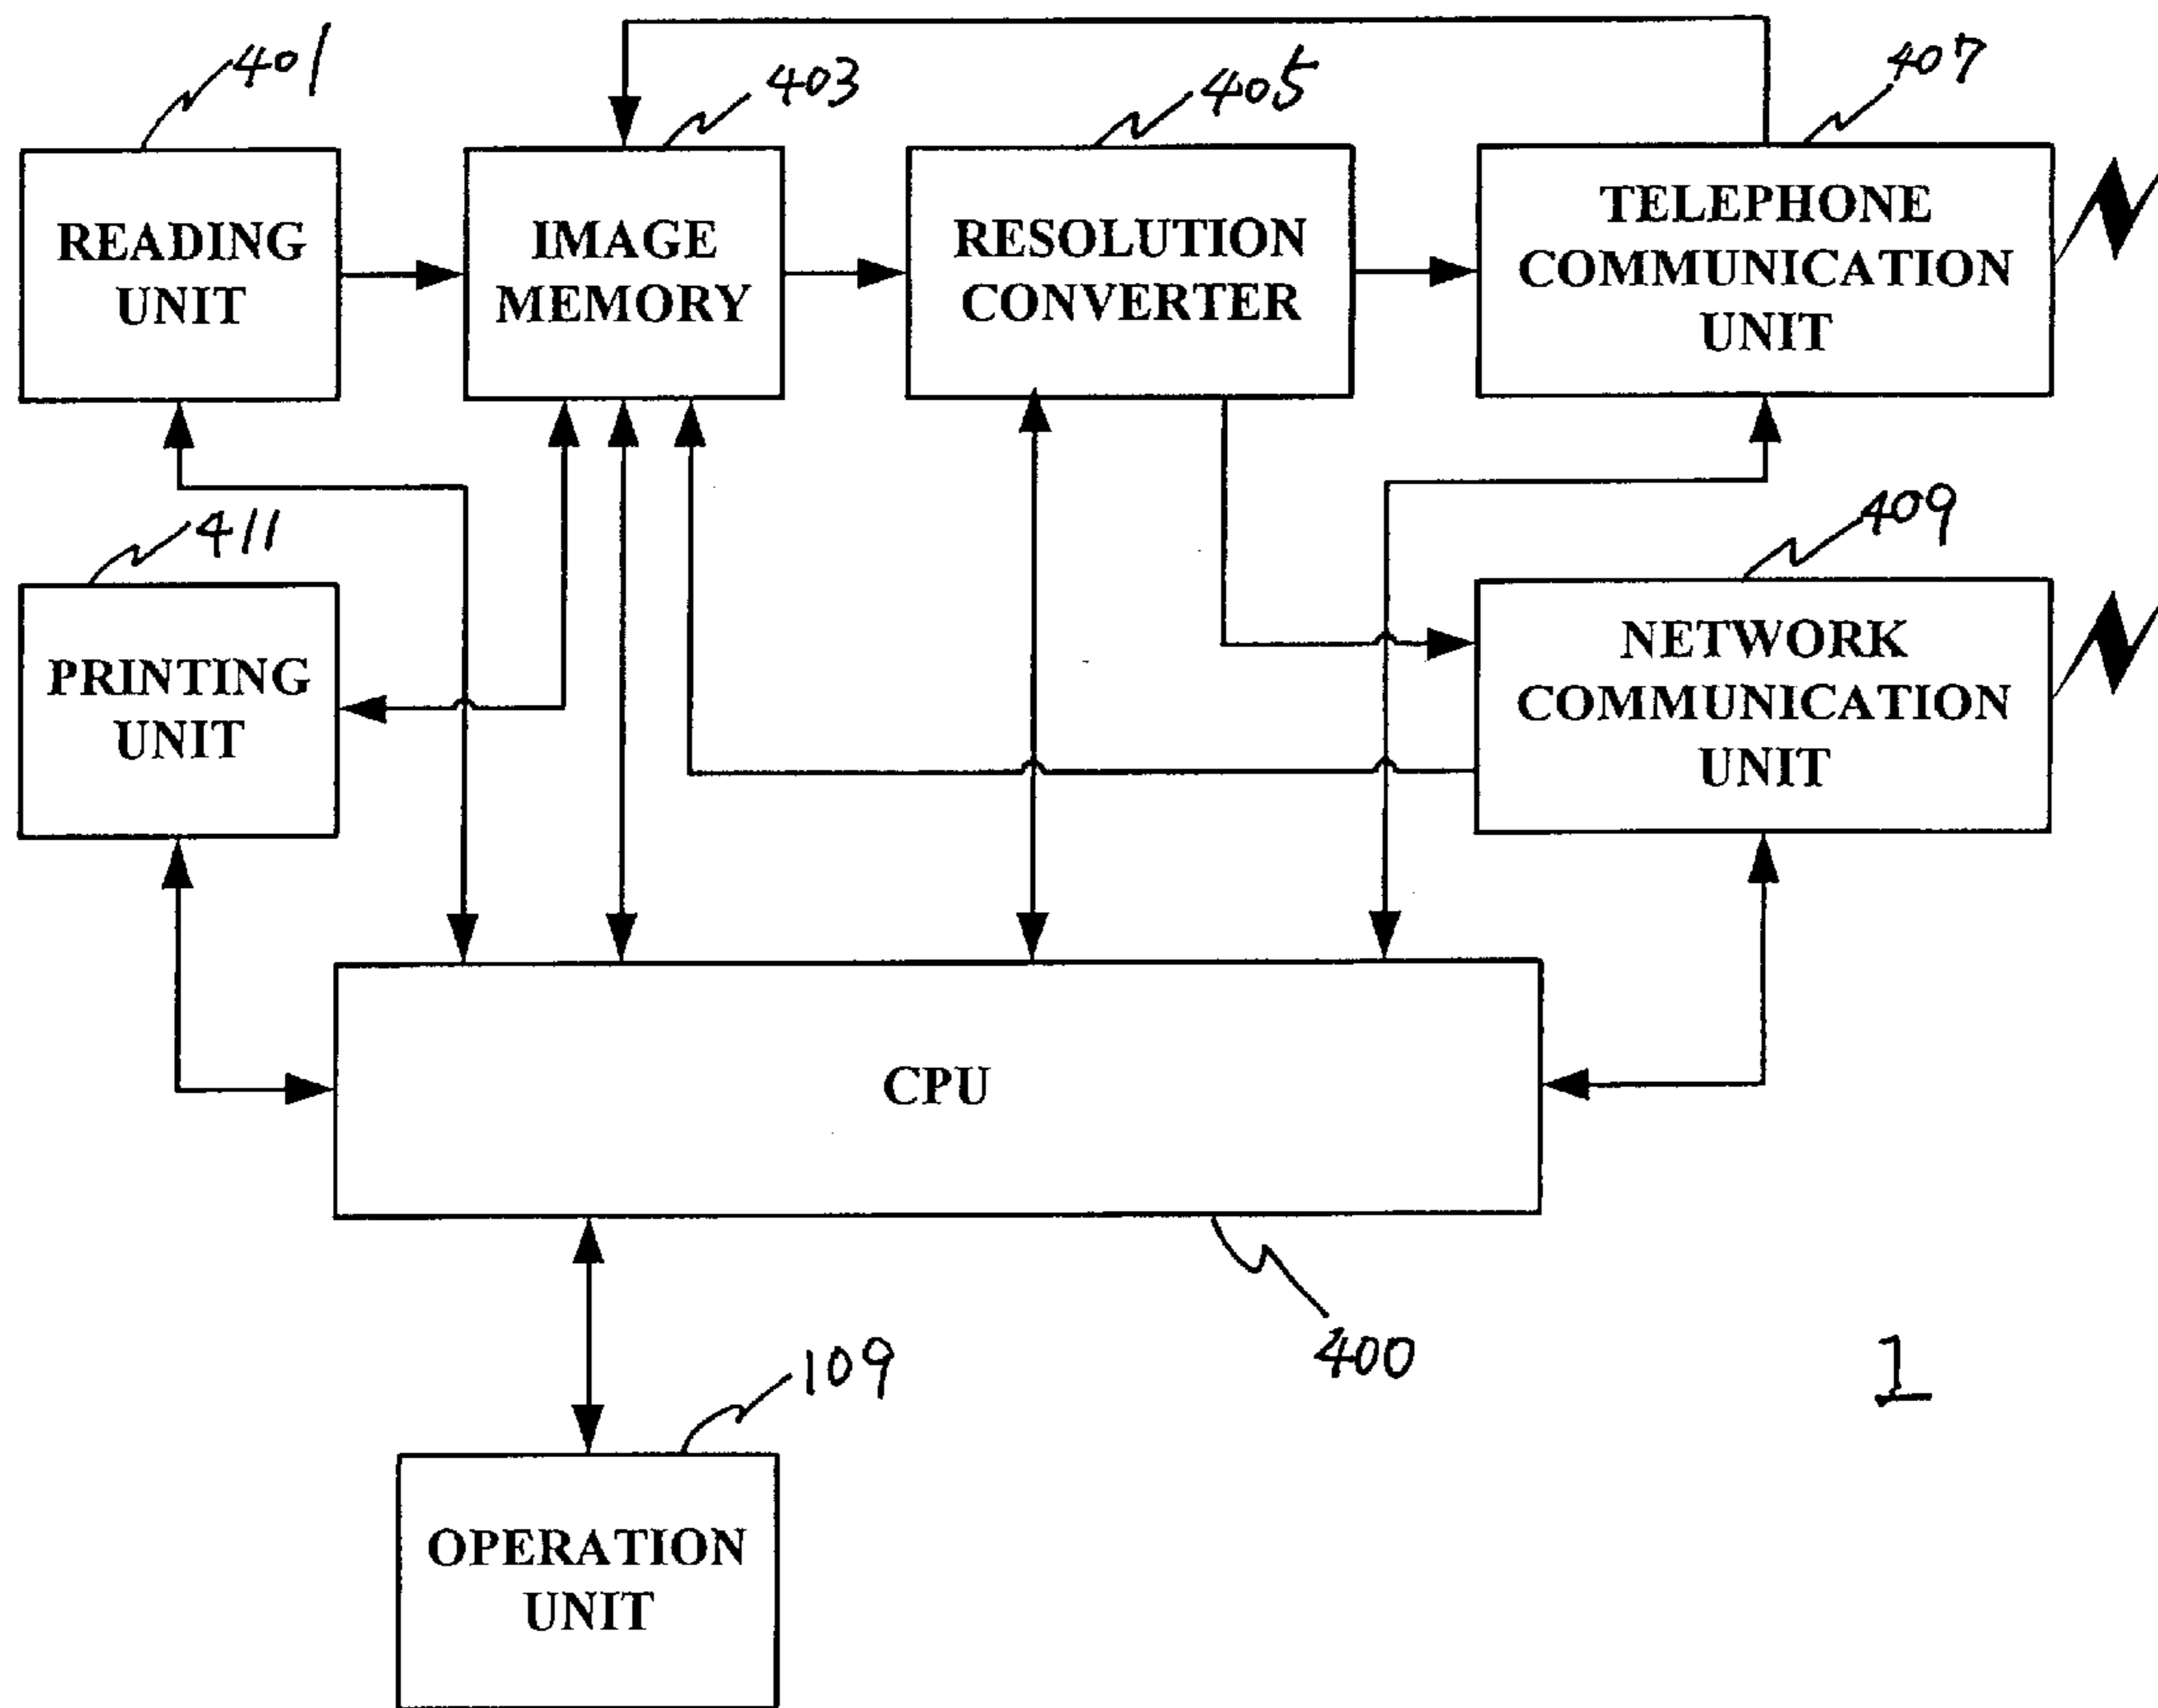 401
403
405
407
READING
UNIT
IMAGE
MEMORY
RESOLUTION
CONVERTER
TELEPHONE
COMMUNICATION
UNIT
411
409
PRINTING
UNIT
NETWORK
COMMUNICATION
UNIT
CPU
400
109
1
OPERATION
UNIT